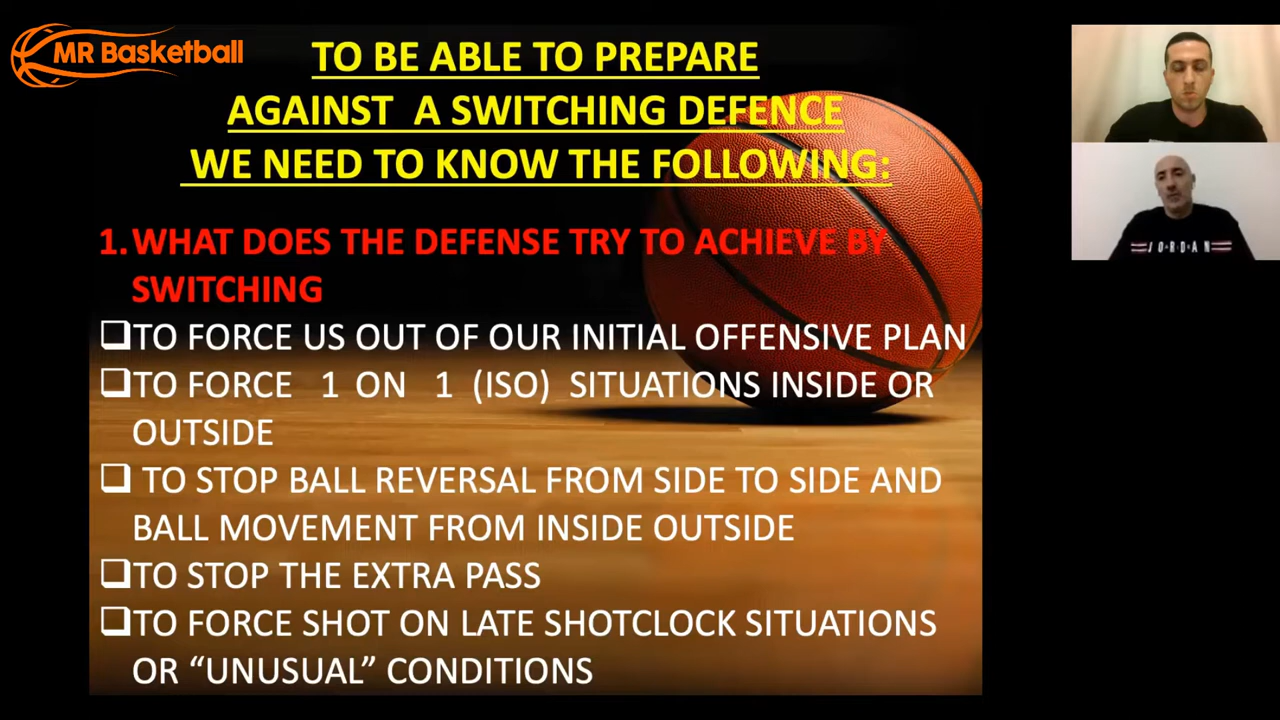 MR Basketball
TO BE ABLE TO PREPARE
AGAINST A SWITCHING DEFENCE
WE NEED TO KNOW THE FOLLOWING:
1. WHAT DOES THE DEFENSE TRY TO ACHIEVE BY
SWITCHING
❑TO FORCE US OUT OF OUR INITIAL OFFENSIVE PLAN
❑TO FORCE 1 ON 1 (ISO) SITUATIONS INSIDE OR
OUTSIDE
❑ TO STOP BALL REVERSAL FROM SIDE TO SIDE AND
BALL MOVEMENT FROM INSIDE OUTSIDE
❑TO STOP THE EXTRA PASS
❑TO FORCE SHOT ON LATE SHOTCLOCK SITUATIONS
OR “UNUSUAL” CONDITIONS
JORDAN